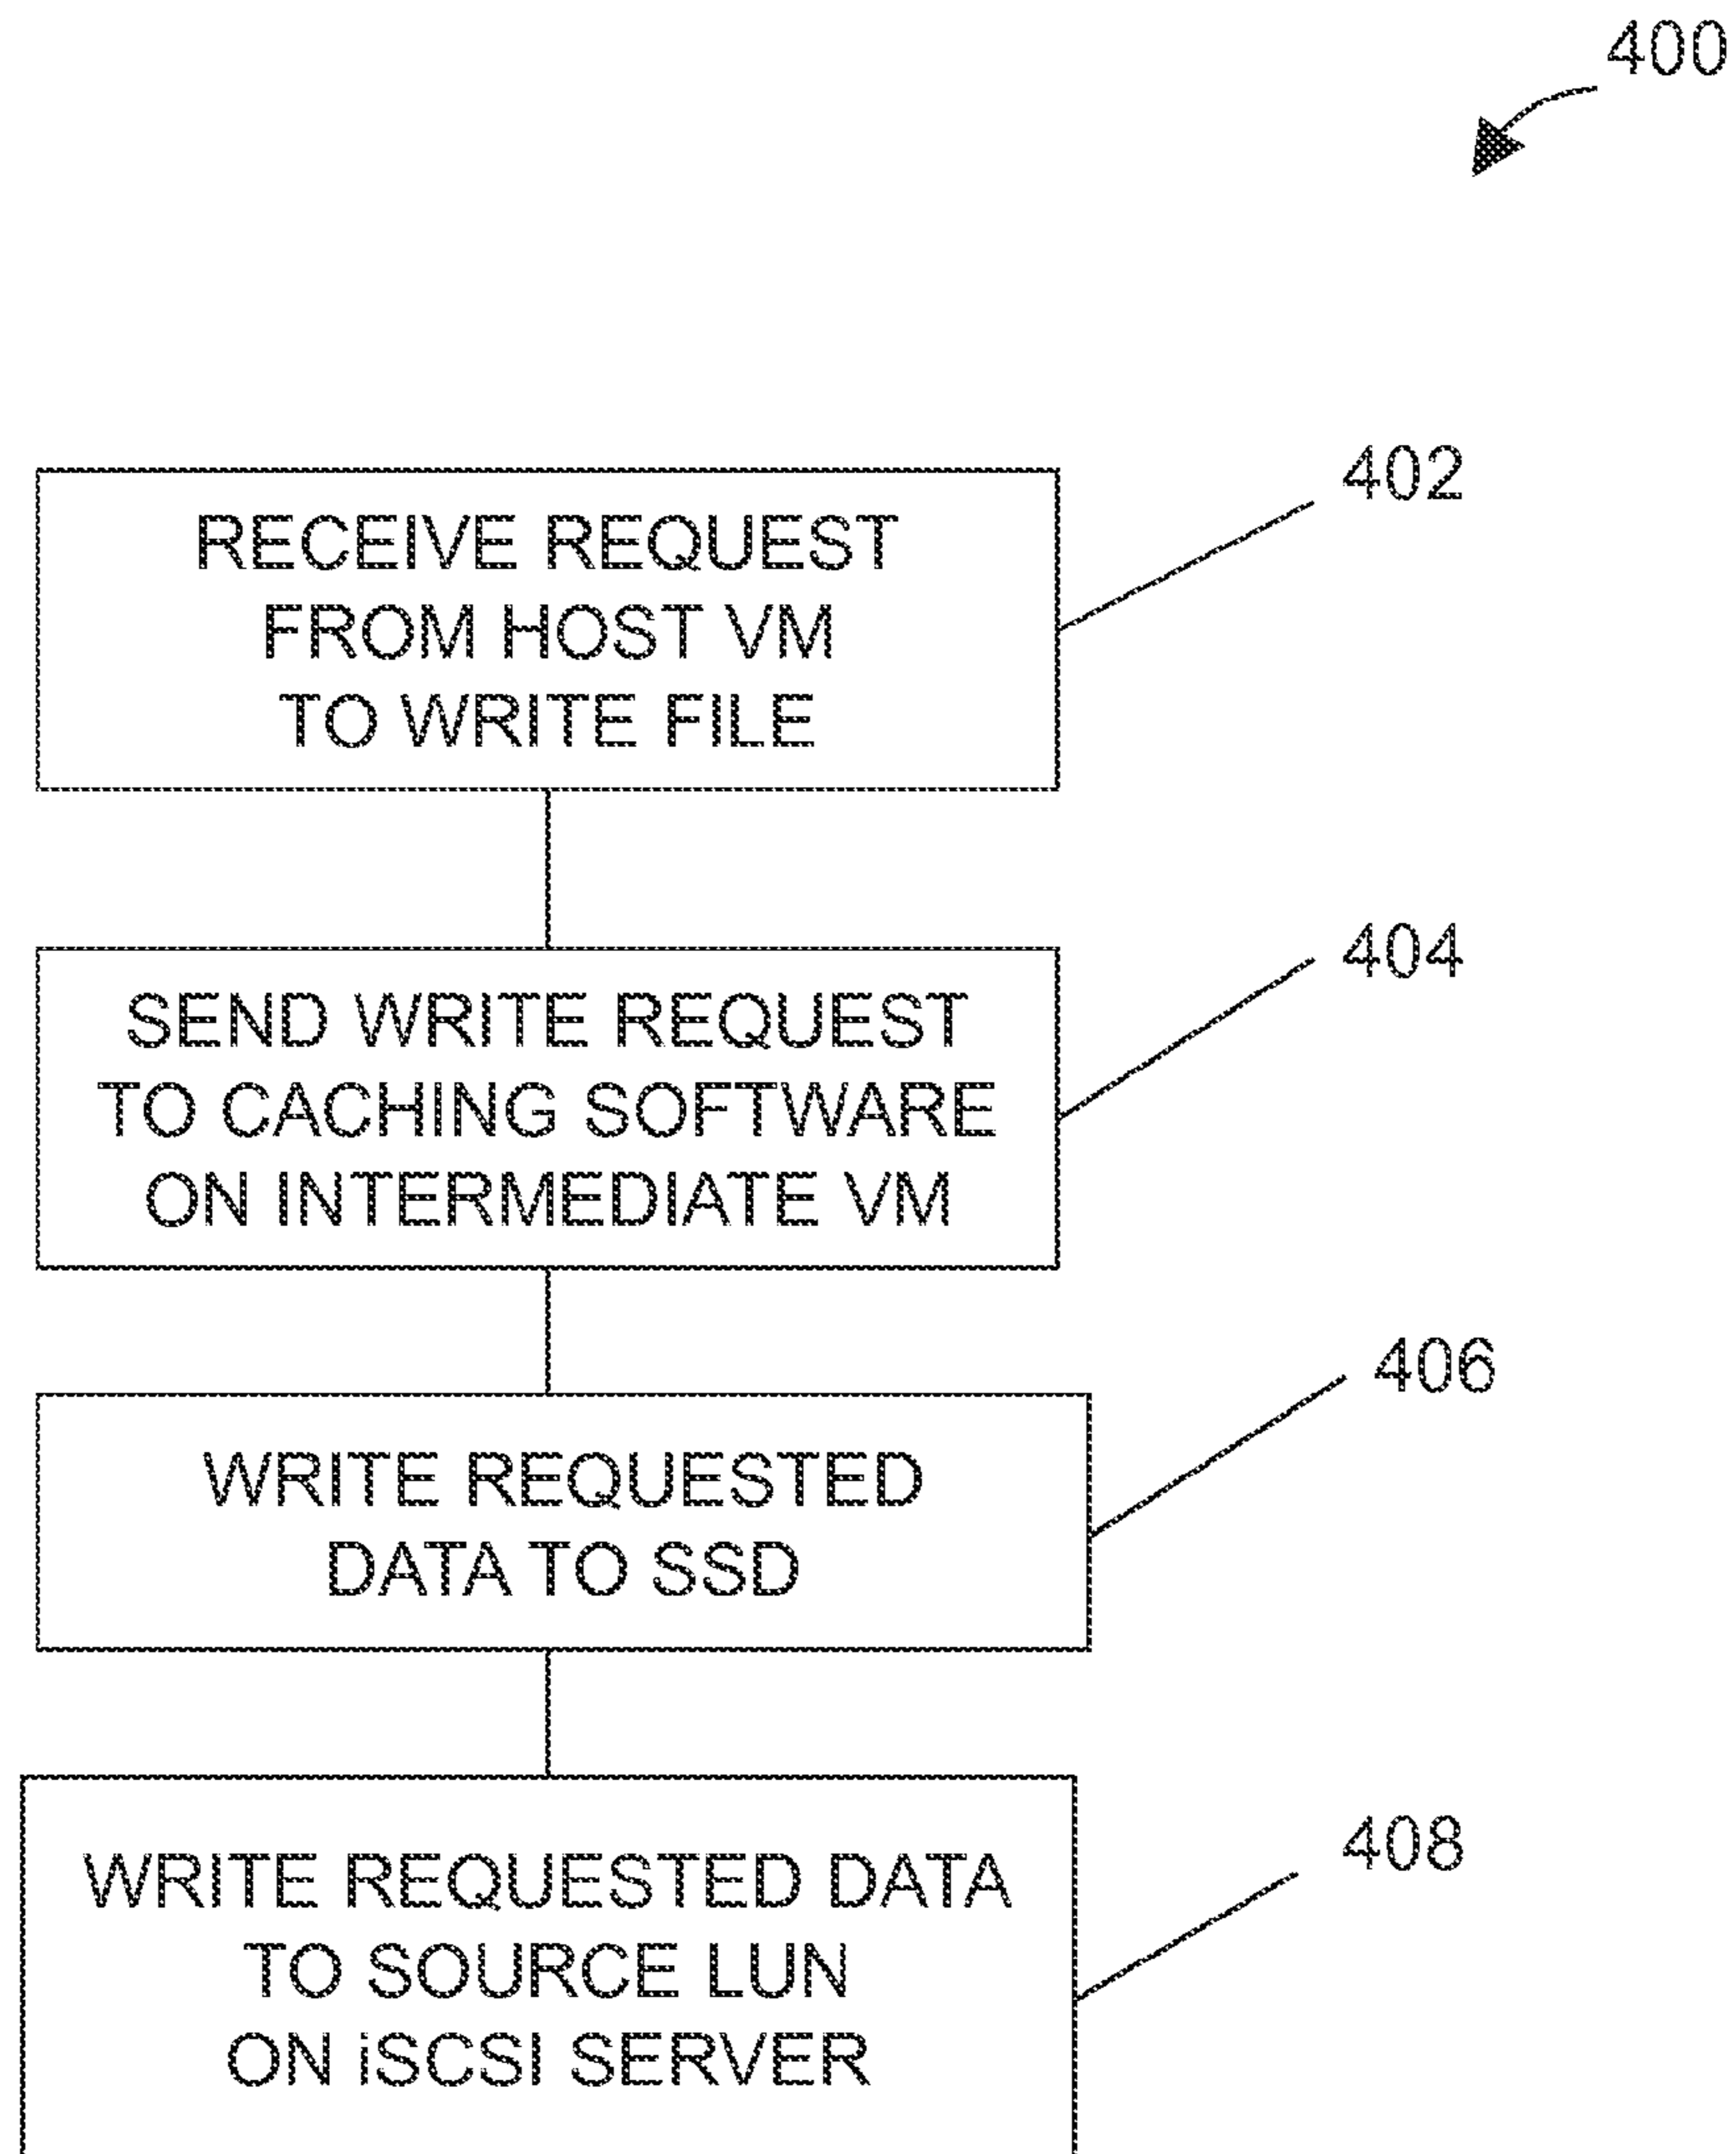 400
RECEIVE REQUEST
FROM HOST VM
TO WRITE FILE
402
SEND WRITE REQUEST
TO CACHING SOFTWARE
ON INTERMEDIATE VM
404
WRITE REQUESTED
DATA TO SSD
406
WRITE REQUESTED DATA
TO SOURCE LUN
ON iSCSI SERVER
408